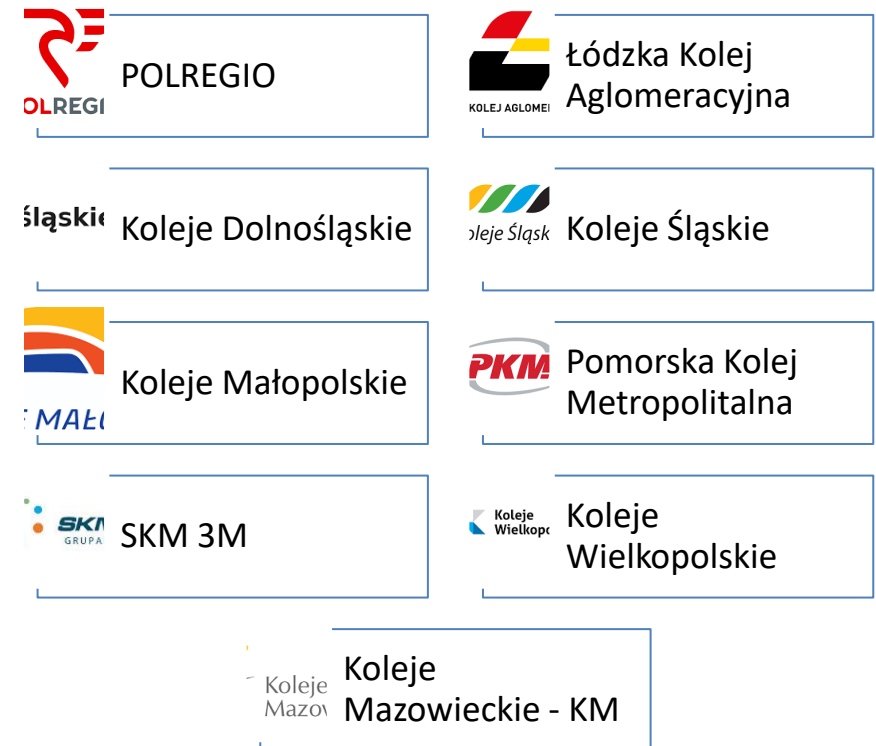 OLREGI
POLREGIO
KOLEJ AGLOME
Łódzka Kolej
Aglomeracyjna
śląskie
Koleje Dolnośląskie
oleje Śląsk
Koleje Śląskie
E MAŁO
Koleje Małopolskie
PKM
Pomorska Kolej
Metropolitalna
SKM
GRUPA
SKM 3M
Koleje
Wielkopo
Koleje
Wielkopolskie
Koleje
Mazow
Koleje
Mazowieckie - KM